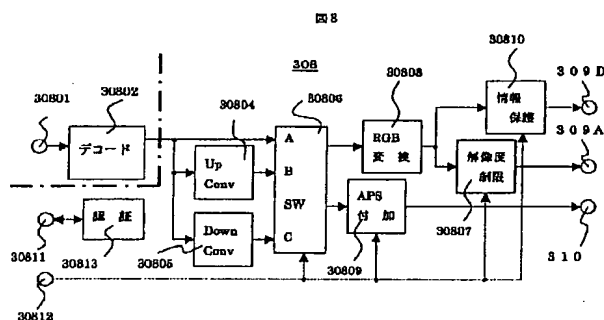 図8
308
30810
309D
30801
30802
30804
30806
30808
情報
保護
309A
デコード
A
RGB
変換
Up
Conv
B
解像度
制限
SW
APS
付加
310
認証
Down
Conv
C
30807
30811
30813
30805
30809
30812